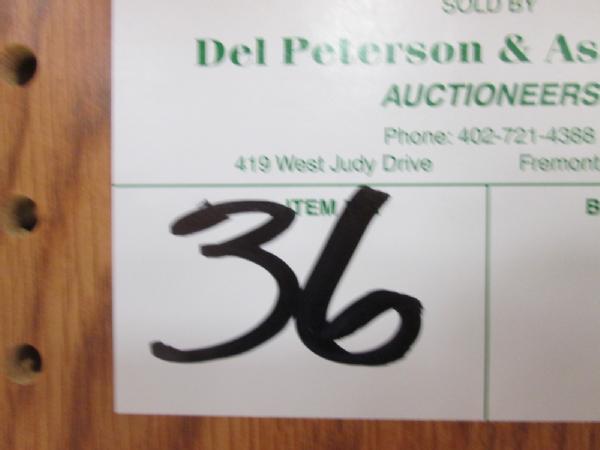 SOLD BY
Del Peterson & As
AUCTIONEERS
Phone: 402-721-4388
419 West Judy Drive Fremont
ITEM B
36